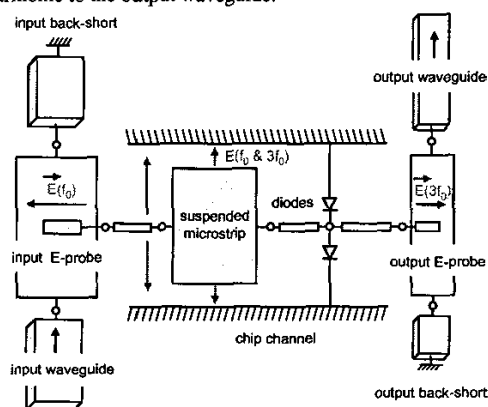 to the output waveguide.
input back-short
output waveguide
E(f₀ & 3f₀)
E(f₀)
diodes
E(3f₀)
suspended
microstrip
input E-probe
output E-probe
chip channel
input waveguide
output back-short